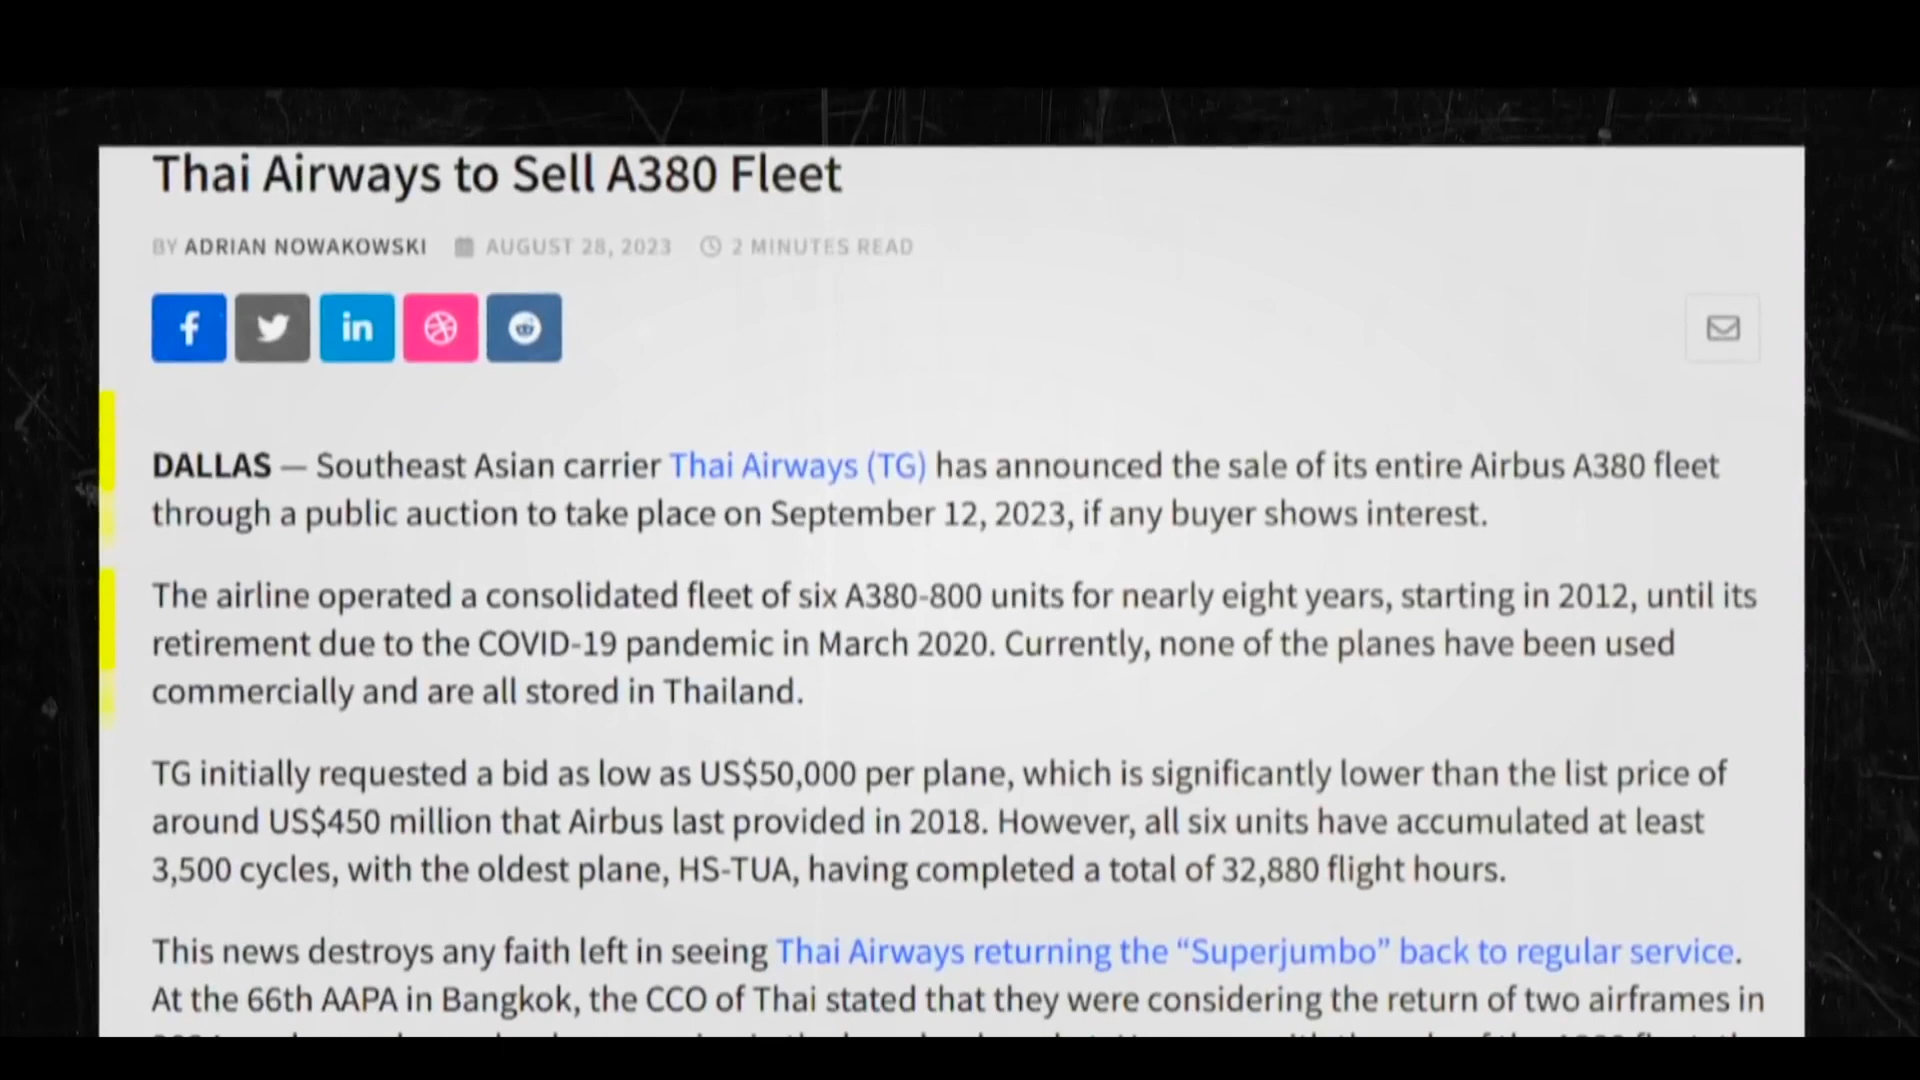 Thai Airways to Sell A380 Fleet
BY ADRIAN NOWAKOWSKI AUGUST 28, 2023 2 MINUTES READ
DALLAS — Southeast Asian carrier Thai Airways (TG) has announced the sale of its entire Airbus A380 fleet
through a public auction to take place on September 12, 2023, if any buyer shows interest.
The airline operated a consolidated fleet of six A380-800 units for nearly eight years, starting in 2012, until its
retirement due to the COVID-19 pandemic in March 2020. Currently, none of the planes have been used
commercially and are all stored in Thailand.
TG initially requested a bid as low as US$50,000 per plane, which is significantly lower than the list price of
around US$450 million that Airbus last provided in 2018. However, all six units have accumulated at least
3,500 cycles, with the oldest plane, HS-TUA, having completed a total of 32,880 flight hours.
This news destroys any faith left in seeing Thai Airways returning the “Superjumbo” back to regular service.
At the 66th AAPA in Bangkok, the CCO of Thai stated that they were considering the return of two airframes in